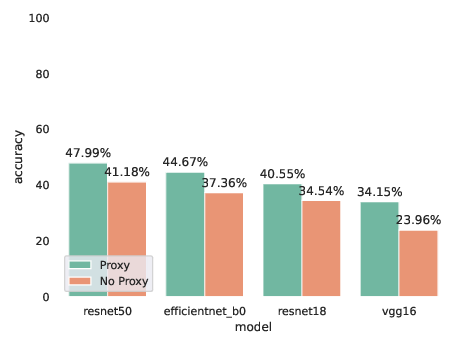 100
80
60
40
20
0
accuracy
47.99%
41.18%
44.67%
37.36%
40.55%
34.54%
34.15%
23.96%
Proxy
No Proxy
resnet50
efficientnet_b0
resnet18
vgg16
model